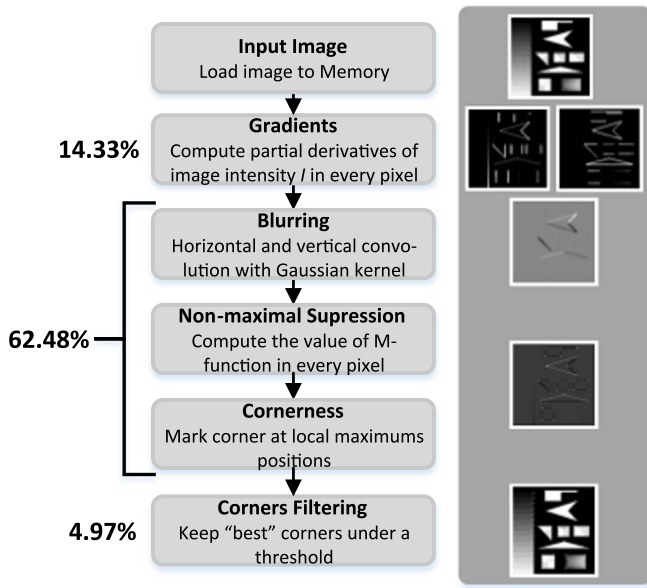 Input Image
Load image to Memory
14.33%
Gradients
Compute partial derivatives of
image intensity I in every pixel
Blurring
Horizontal and vertical convo-
lution with Gaussian kernel
62.48%
Non-maximal Supression
Compute the value of M-
function in every pixel
Cornerness
Mark corner at local maximums
positions
4.97%
Corners Filtering
Keep “best” corners under a
threshold